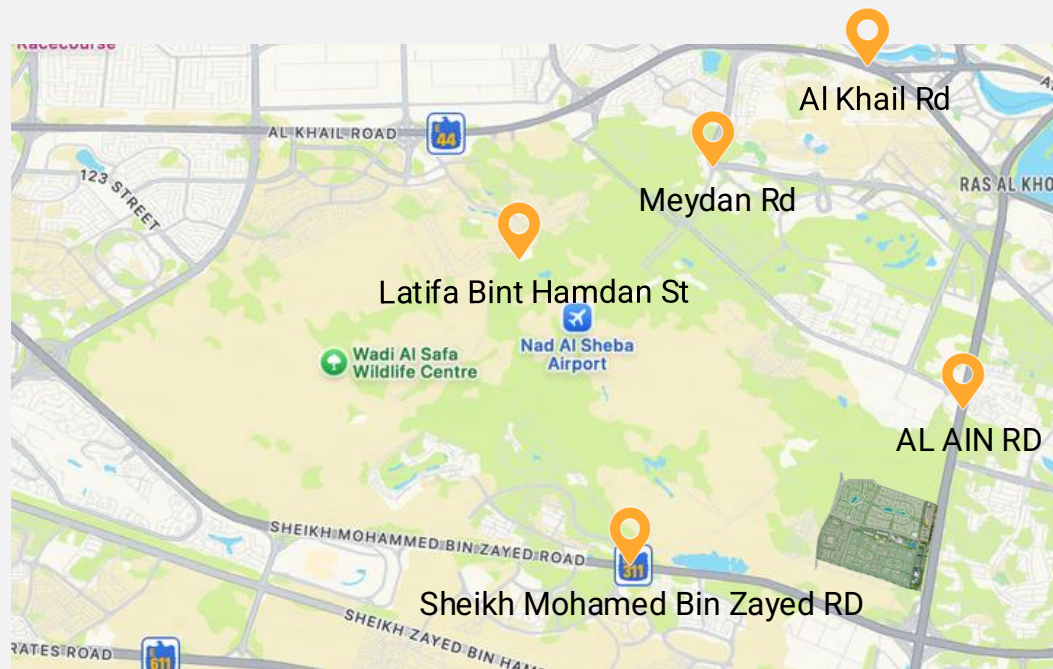 Racecourse
Al Khail Rd
AL KHAIL ROAD
E
44
123 STREET
Meydan Rd
RAS AL KHO
Latifa Bint Hamdan St
Nad Al Sheba
Airport
Wadi Al Safa
Wildlife Centre
AL AIN RD
SHEIKH MOHAMMED BIN ZAYED ROAD
311
Sheikh Mohamed Bin Zayed RD
SHEIKH ZAYED BIN HAM
RATES ROAD
611